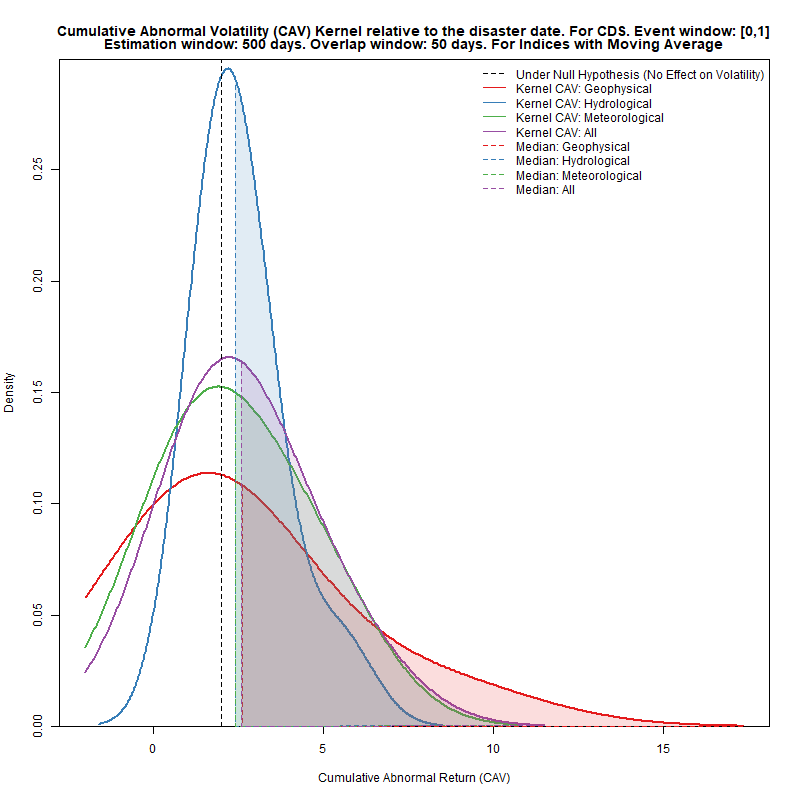 Cumulative Abnormal Volatility (CAV) Kernel relative to the disaster date. For CDS. Event window: [0,1]
Estimation window: 500 days. Overlap window: 50 days. For Indices with Moving Average
Under Null Hypothesis (No Effect on Volatility)
Kernel CAV: Geophysical
Kernel CAV: Hydrological
Kernel CAV: Meteorological
Kernel CAV: All
Median: Geophysical
Median: Hydrological
Median: Meteorological
Median: All
Density
0.25
0.20
0.15
0.10
0.05
0.00
0
5
10
15
Cumulative Abnormal Return (CAV)